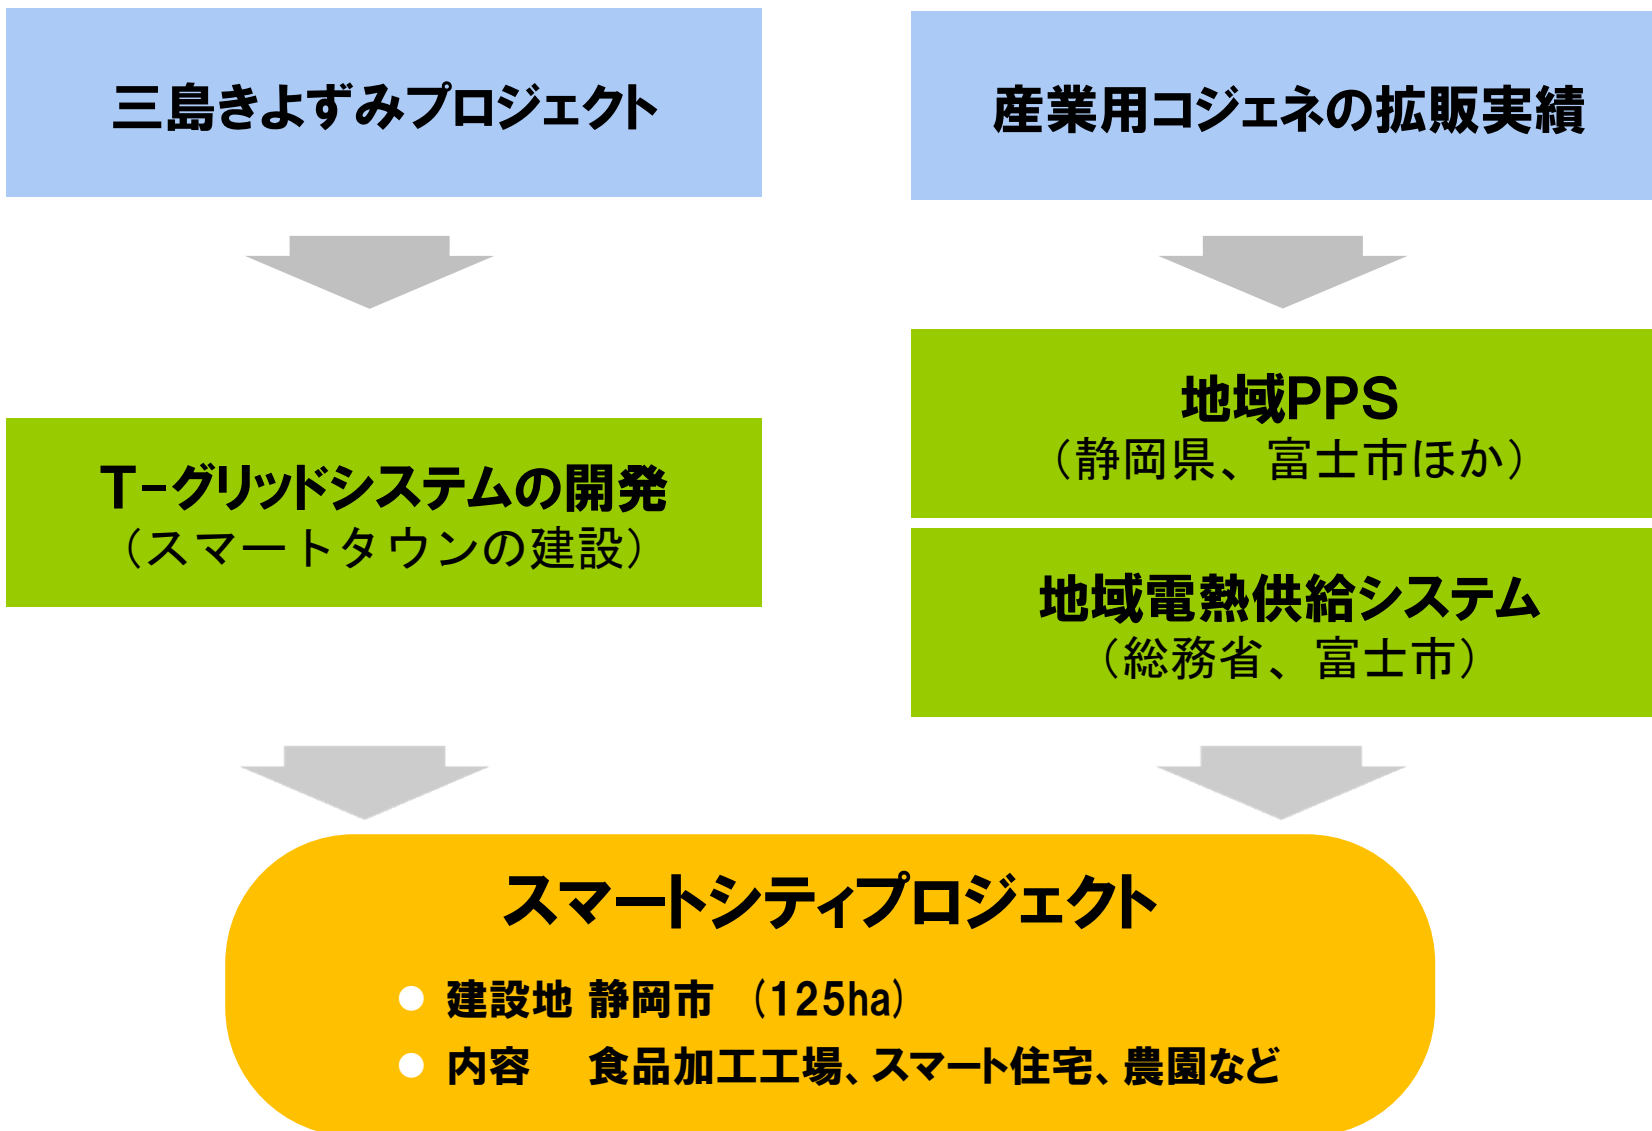 三島きよずみプロジェクト
産業用コジェネの拡販実績
T-グリッドシステムの開発
（スマートタウンの建設）
地域PPS
（静岡県、富士市ほか）
地域電熱供給システム
（総務省、富士市）
スマートシティプロジェクト
● 建設地 静岡市 （125ha）
● 内容 食品加工工場、スマート住宅、農園など